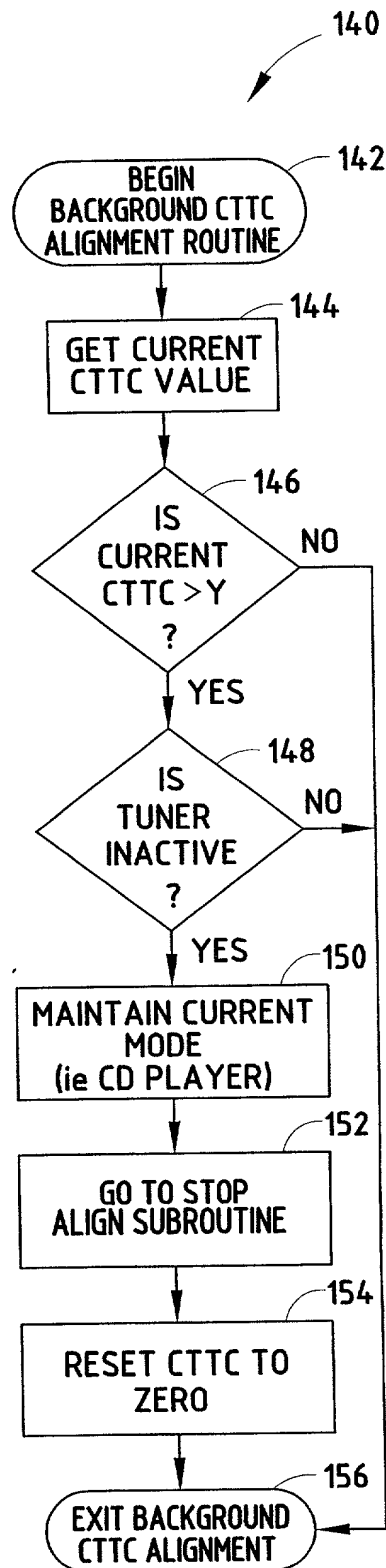 140
142
BEGIN
BACKGROUND CTTC
ALIGNMENT ROUTINE
144
GET CURRENT
CTTC VALUE
146
IS
CURRENT
CTTC > Y
?
NO
YES
148
IS
TUNER
INACTIVE
?
NO
YES
150
MAINTAIN CURRENT
MODE
(ie CD PLAYER)
152
GO TO STOP
ALIGN SUBROUTINE
154
RESET CTTC TO
ZERO
156
EXIT BACKGROUND
CTTC ALIGNMENT